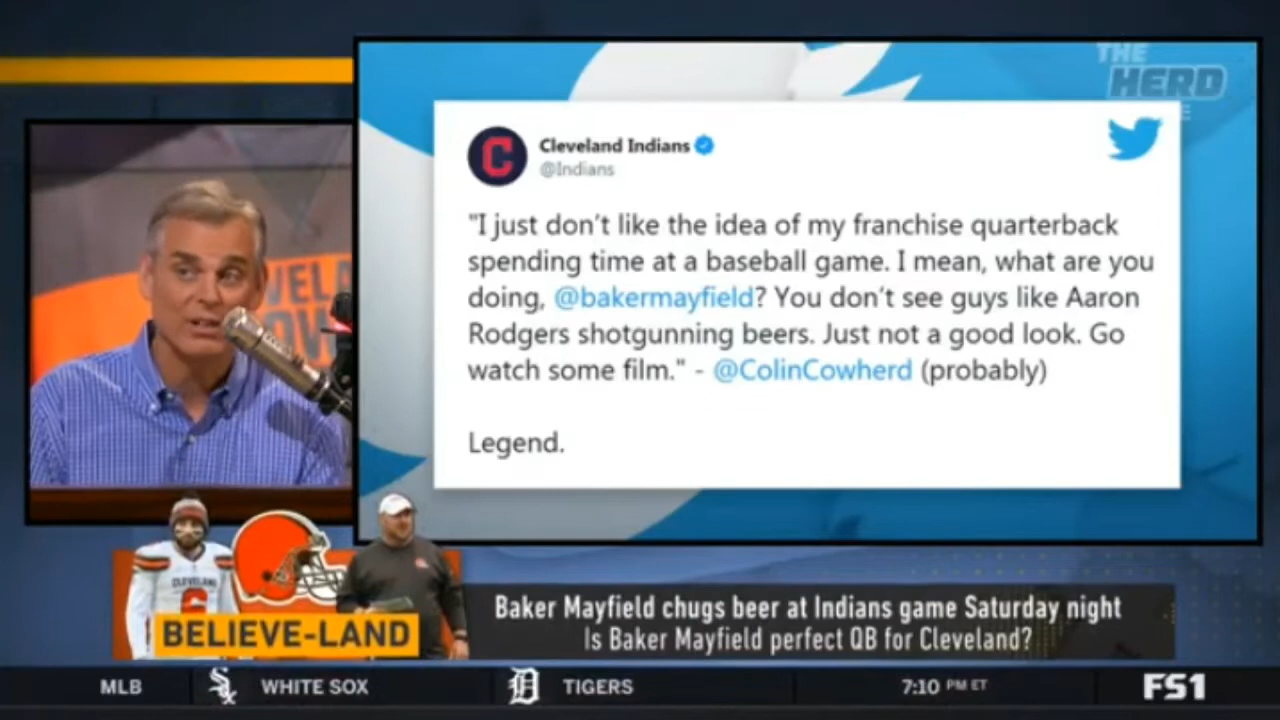 THE
HERD
Cleveland Indians
@Indians
"I just don't like the idea of my franchise quarterback
spending time at a baseball game. I mean, what are you
doing, @bakermayfield? You don't see guys like Aaron
Rodgers shotgunning beers. Just not a good look. Go
watch some film." - @ColinCowherd (probably)
Legend.
CLEVELAND
6
BELIEVE-LAND
Baker Mayfield chugs beer at Indians game Saturday night
Is Baker Mayfield perfect QB for Cleveland?
MLB WHITE SOX TIGERS 7:10 PM ET FS1